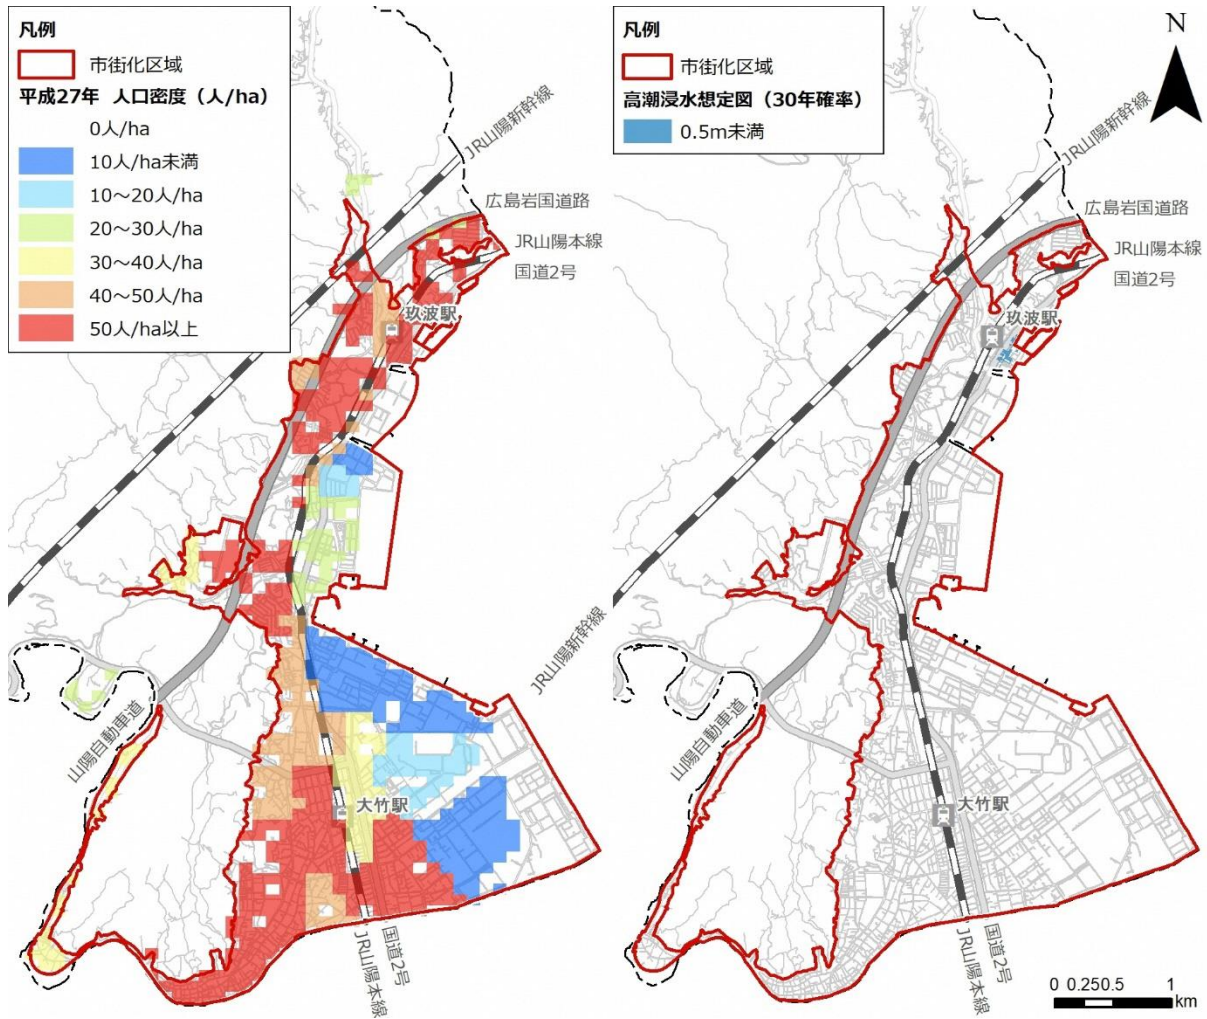 凡例
市街化区域
平成27年 人口密度（人/ha）
0人/ha
10人/ha未満
10～20人/ha
20～30人/ha
30～40人/ha
40～50人/ha
50人/ha以上
JR山陽新幹線
広島岩国道路
JR山陽本線
国道2号
玖波駅
JR山陽新幹線
山陽自動車道
大竹駅
国道2号
JR山陽本線
凡例
市街化区域
高潮浸水想定図（30年確率）
0.5m未満
N
JR山陽新幹線
広島岩国道路
JR山陽本線
国道2号
玖波駅
山陽自動車道
大竹駅
国道2号
JR山陽本線
0 0.250.5 1
km